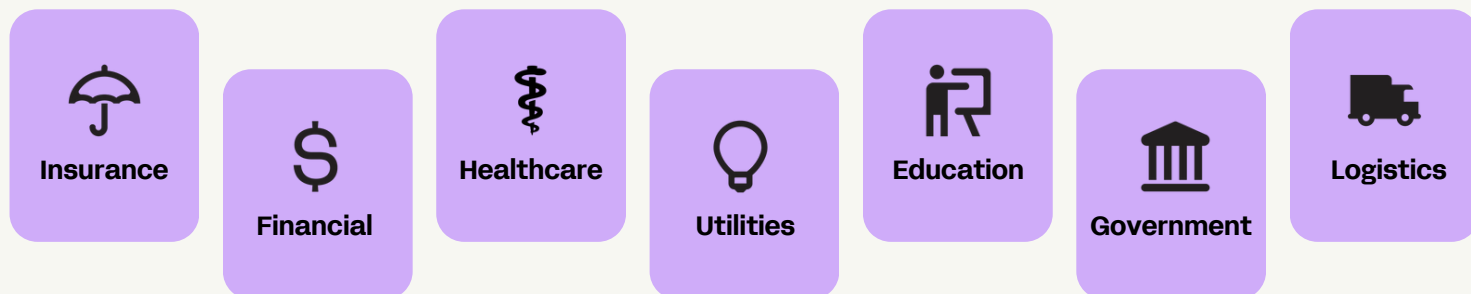 Insurance
Financial
Healthcare
Utilities
Education
Government
Logistics